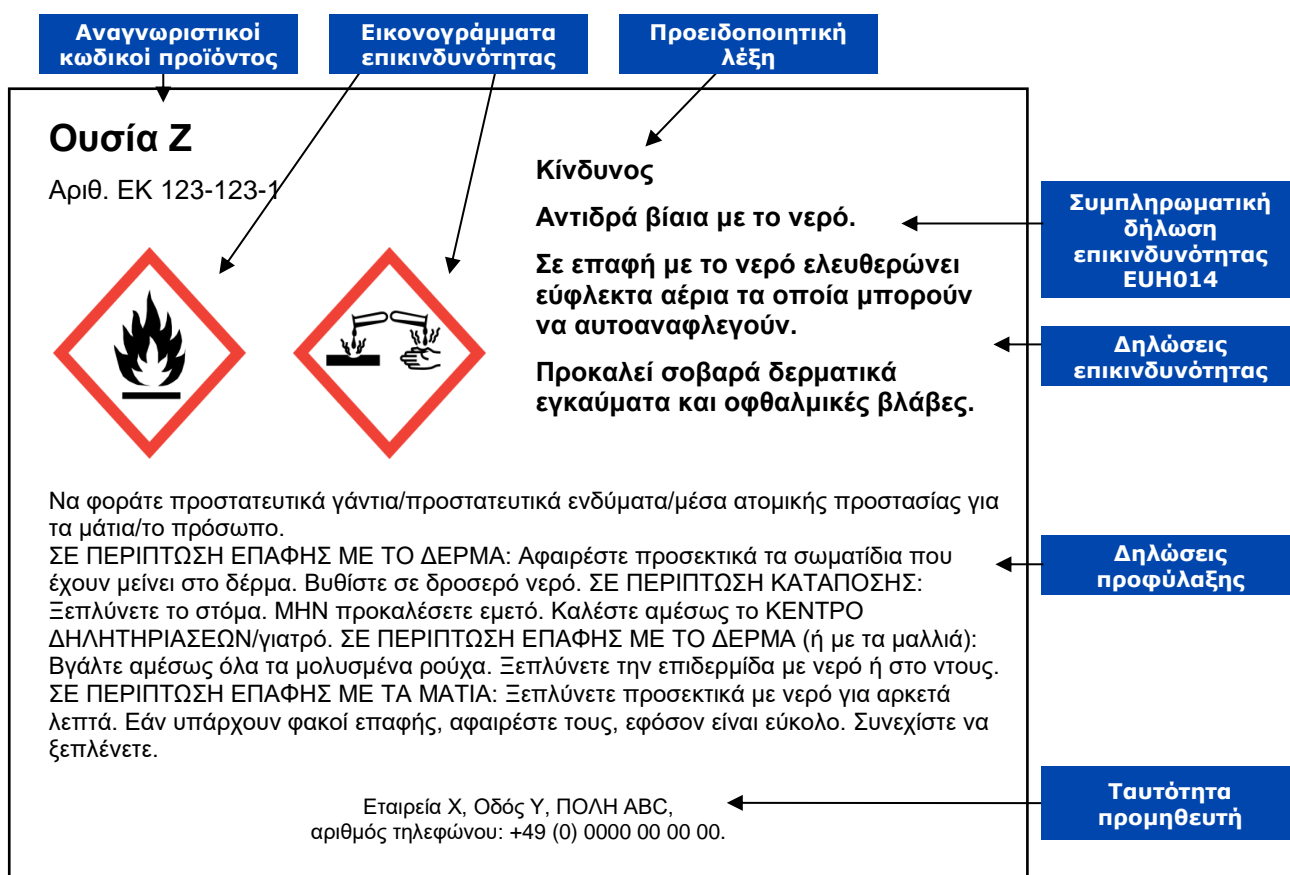 Αναγνωριστικοί
κωδικοί προϊόντος
Εικονογράμματα
επικινδυνότητας
Προειδοποιητική
λέξη
Ουσία Ζ
Αριθ. ΕΚ 123-123-1
Κίνδυνος
Αντιδρά βίαια με το νερό.
Συμπληρωματική
δήλωση
επικινδυνότητας
EUH014
Σε επαφή με το νερό ελευθερώνει
εύφλεκτα αέρια τα οποία μπορούν
να αυτοαναφλεγούν.
Δηλώσεις
επικινδυνότητας
Προκαλεί σοβαρά δερματικά
εγκαύματα και οφθαλμικές βλάβες.
Να φοράτε προστατευτικά γάντια/προστατευτικά ενδύματα/μέσα ατομικής προστασίας για
τα μάτια/το πρόσωπο.
ΣΕ ΠΕΡΙΠΤΩΣΗ ΕΠΑΦΗΣ ΜΕ ΤΟ ΔΕΡΜΑ: Αφαιρέστε προσεκτικά τα σωματίδια που
έχουν μείνει στο δέρμα. Βυθίστε σε δροσερό νερό. ΣΕ ΠΕΡΙΠΤΩΣΗ ΚΑΤΑΠΟΣΗΣ:
Ξεπλύνετε το στόμα. ΜΗΝ προκαλέσετε εμετό. Καλέστε αμέσως το ΚΕΝΤΡΟ
ΔΗΛΗΤΗΡΙΑΣΕΩΝ/γιατρό. ΣΕ ΠΕΡΙΠΤΩΣΗ ΕΠΑΦΗΣ ΜΕ ΤΟ ΔΕΡΜΑ (ή με τα μαλλιά):
Βγάλτε αμέσως όλα τα μολυσμένα ρούχα. Ξεπλύνετε την επιδερμίδα με νερό ή στο ντους.
ΣΕ ΠΕΡΙΠΤΩΣΗ ΕΠΑΦΗΣ ΜΕ ΤΑ ΜΑΤΙΑ: Ξεπλύνετε προσεκτικά με νερό για αρκετά
λεπτά. Εάν υπάρχουν φακοί επαφής, αφαιρέστε τους, εφόσον είναι εύκολο. Συνεχίστε να
ξεπλένετε.
Δηλώσεις
προφύλαξης
Εταιρεία Χ, Οδός Υ, ΠΟΛΗ ABC,
αριθμός τηλεφώνου: +49 (0) 0000 00 00 00.
Ταυτότητα
προμηθευτή